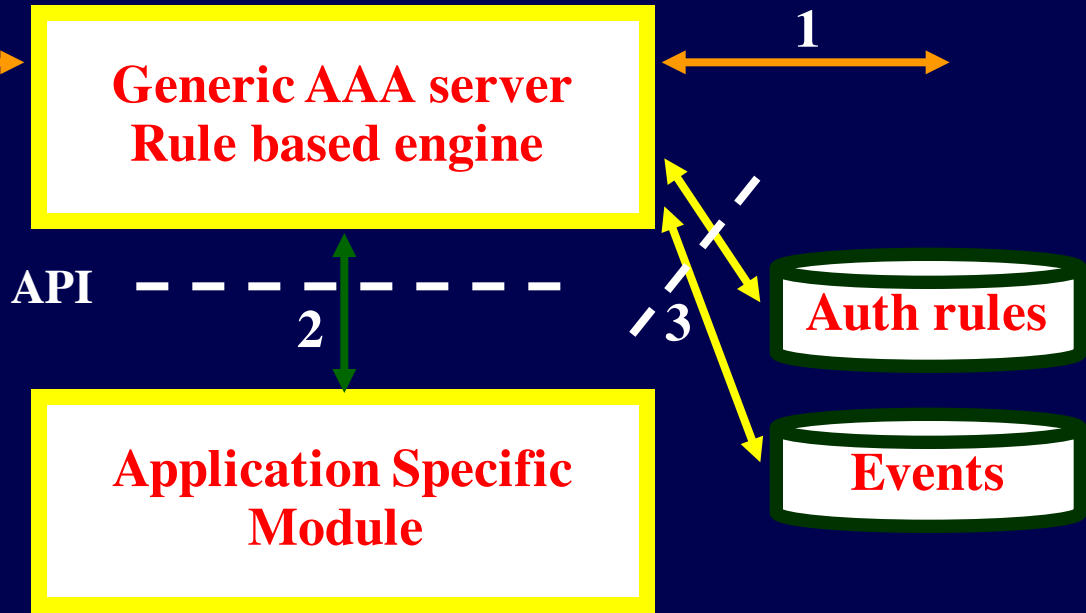 1
Generic AAA server
Rule based engine
API
2
3
Auth rules
Application Specific
Module
Events